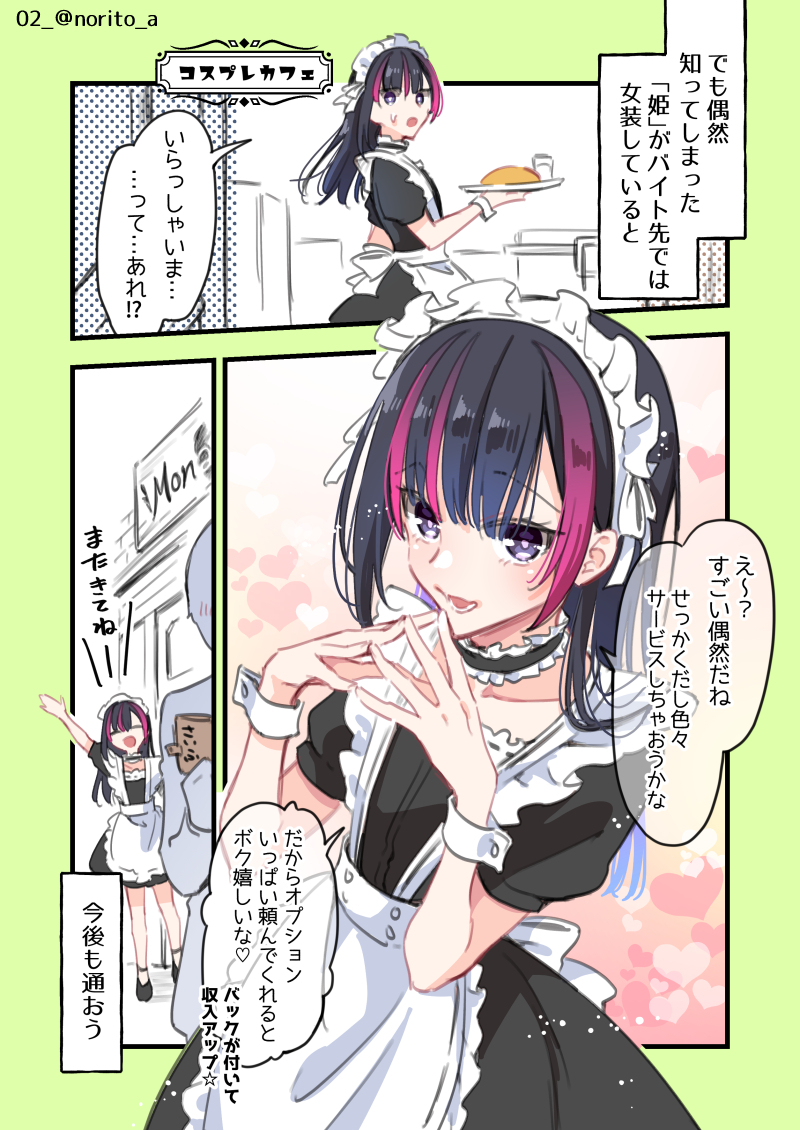 02_@norito_a
でも偶然
知ってしまった
「姫」がバイト先では
女装していると
コスプレカフェ
いらっしゃいま…
…って…あれ!?
え〜?
すごい偶然だね
せっかくだし色々
サービスしちゃおうかな
だからオプション
いっぱい頼んでくれると
ボク嬉しいな♡
バックが付いて
収入アップ☆
Mon
またきてね
さいふ
今後も通おう